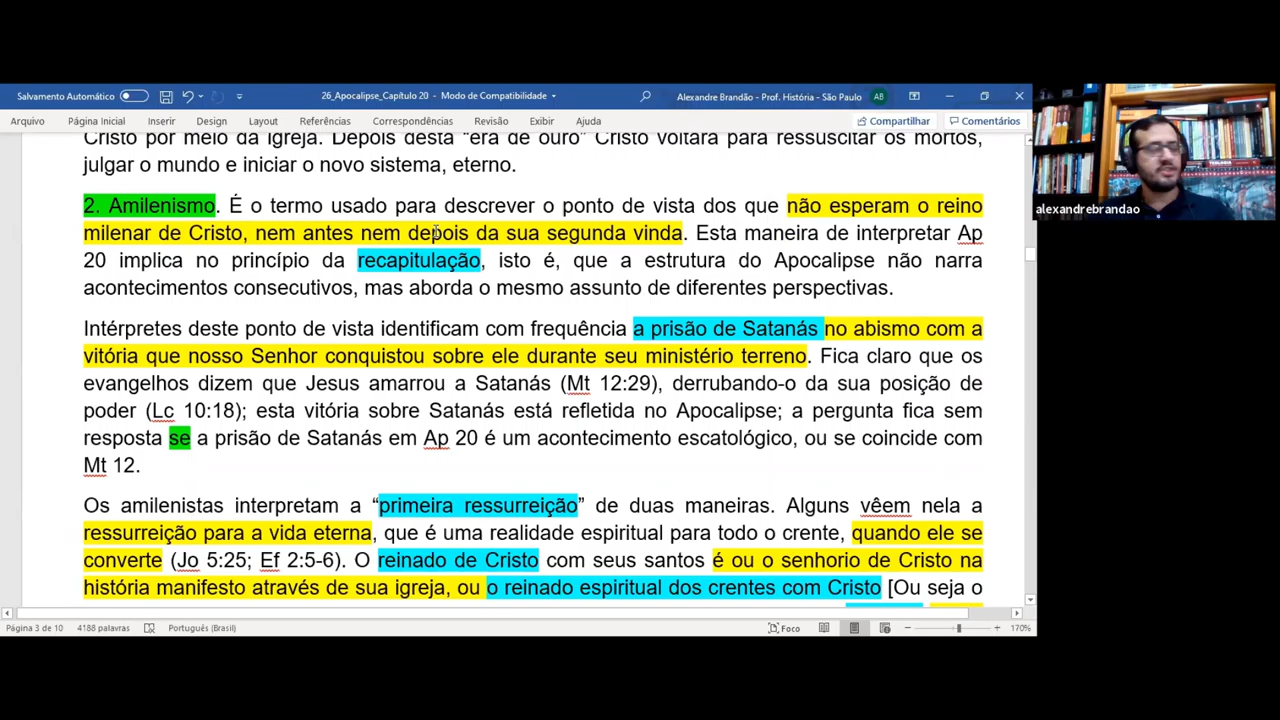 Salvamento Automático
26_Apocalipse_Capítulo 20 - Modo de Compatibilidade
Alexandre Brandão - Prof. História - São Paulo AB
Arquivo Página Inicial Inserir Design Layout Referências Correspondências Revisão Exibir Ajuda Compartilhar Comentários
Cristo por meio da igreja. Depois desta “era de ouro” Cristo voltará para ressuscitar os mortos,
julgar o mundo e iniciar o novo sistema, eterno.
2. Amilenismo. É o termo usado para descrever o ponto de vista dos que não esperam o reino
milenar de Cristo, nem antes nem depois da sua segunda vinda. Esta maneira de interpretar Ap
20 implica no princípio da recapitulação, isto é, que a estrutura do Apocalipse não narra
acontecimentos consecutivos, mas aborda o mesmo assunto de diferentes perspectivas.
Intérpretes deste ponto de vista identificam com frequência a prisão de Satanás no abismo com a
vitória que nosso Senhor conquistou sobre ele durante seu ministério terreno. Fica claro que os
evangelhos dizem que Jesus amarrou a Satanás (Mt 12:29), derrubando-o da sua posição de
poder (Lc 10:18); esta vitória sobre Satanás está refletida no Apocalipse; a pergunta fica sem
resposta se a prisão de Satanás em Ap 20 é um acontecimento escatológico, ou se coincide com
Mt 12.
Os amilenistas interpretam a “primeira ressurreição” de duas maneiras. Alguns vêem nela a
ressurreição para a vida eterna, que é uma realidade espiritual para todo o crente, quando ele se
converte (Jo 5:25; Ef 2:5-6). O reinado de Cristo com seus santos é ou o senhorio de Cristo na
história manifesto através de sua igreja, ou o reinado espiritual dos crentes com Cristo [Ou seja o
Página 3 de 10 4188 palavras Português (Brasil) Foco 170%
alexandrebrandao